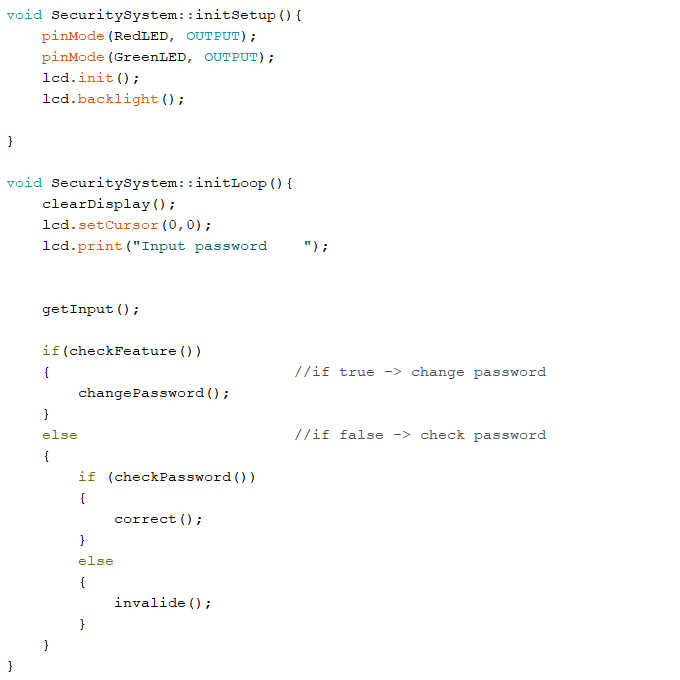 void SecuritySystem::initSetup(){
    pinMode(RedLED, OUTPUT);
    pinMode(GreenLED, OUTPUT);
    lcd.init();
    lcd.backlight();

}

void SecuritySystem::initLoop(){
    clearDisplay();
    lcd.setCursor(0,0);
    lcd.print("Input password    ");


    getInput();

    if(checkFeature())
    {                           //if true -> change password
        changePassword();
    }
    else                        //if false -> check password
    {
        if (checkPassword())
        {
            correct();
        }
        else
        {
            invalide();
        }
    }
}